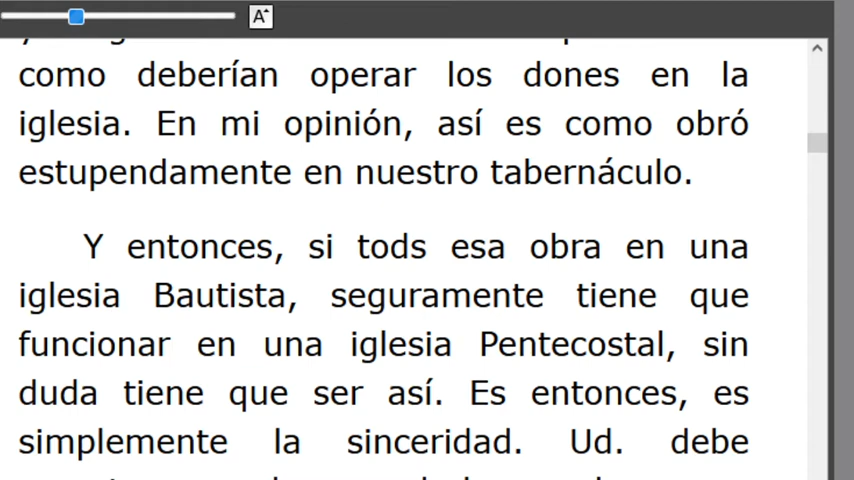 A
como deberían operar los dones en la
iglesia. En mi opinión, así es como obró
estupendamente en nuestro tabernáculo.
Y entonces, si tods esa obra en una
iglesia Bautista, seguramente tiene que
funcionar en una iglesia Pentecostal, sin
duda tiene que ser así. Es entonces, es
simplemente la sinceridad. Ud. debe